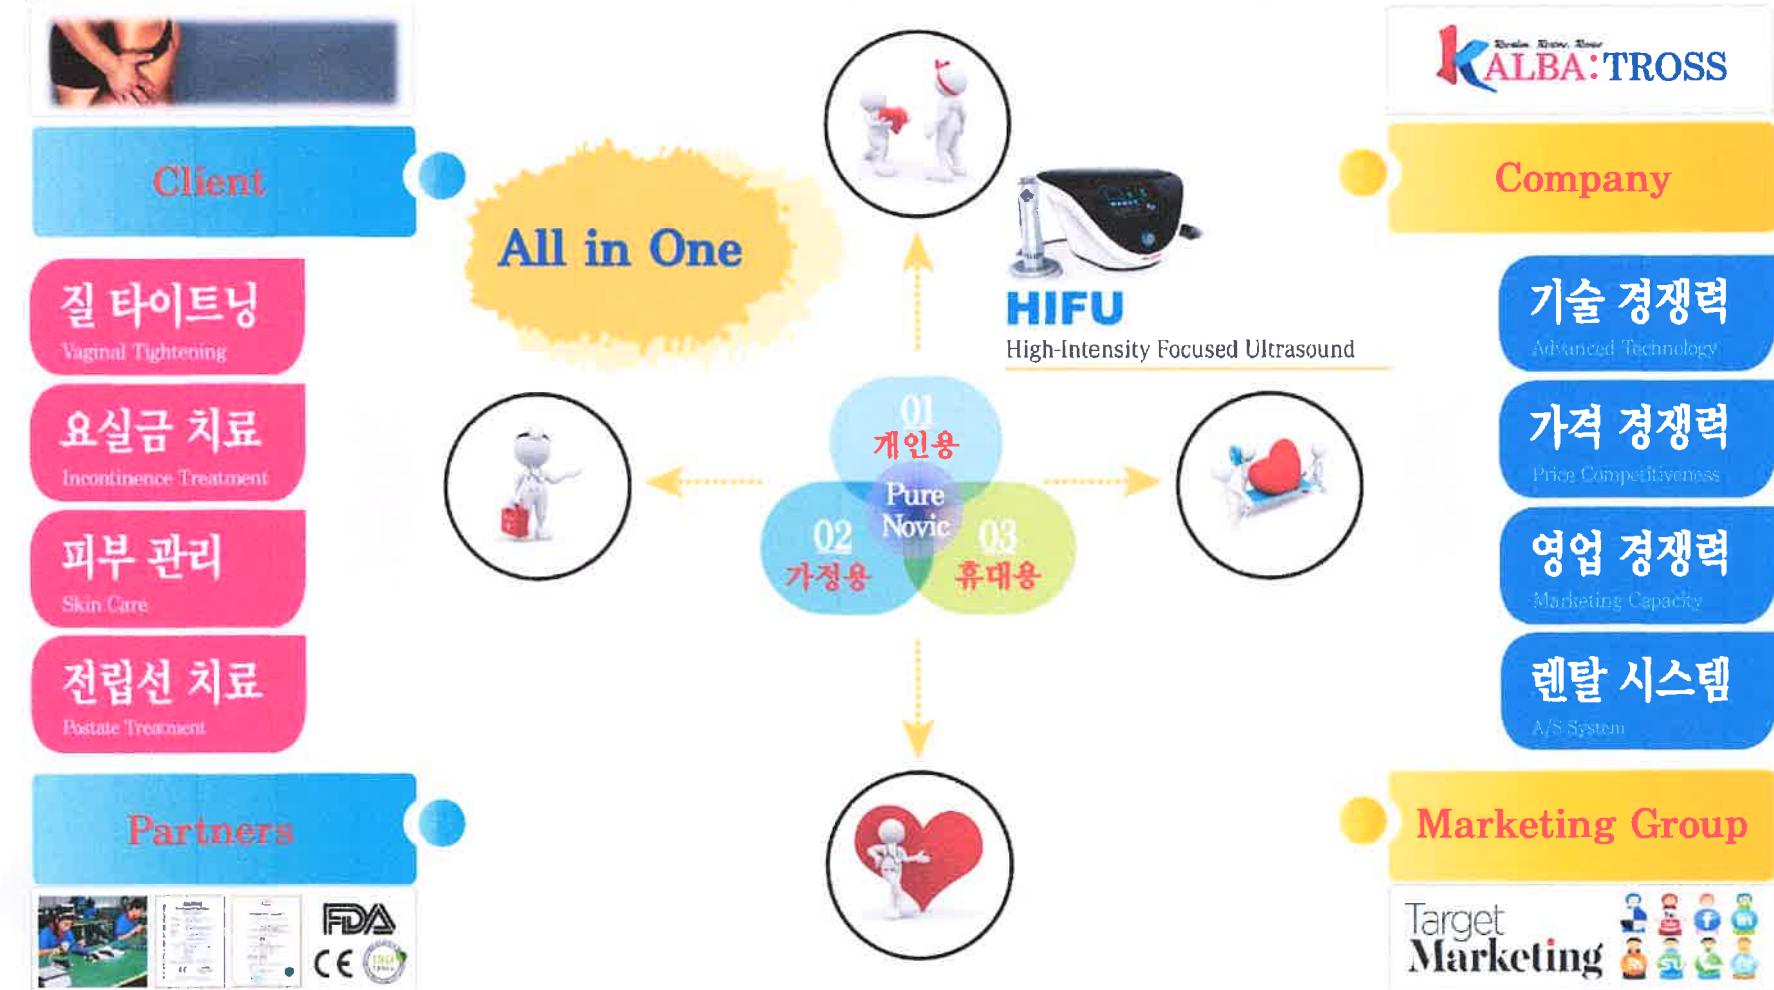 Client
질 타이트닝
Vaginal Tightening
요실금 치료
Incontinence Treatment
피부 관리
Skin Care
전립선 치료
Postate Treatment
Partners
FDA
CE
All in One
HIFU
High-Intensity Focused Ultrasound
01
개인용
Pure
Novic
02
가정용
03
휴대용
KALBA:TROSS
Company
기술 경쟁력
Advanced Technology
가격 경쟁력
Price Competitiveness
영업 경쟁력
Marketing Capacity
렌탈 시스템
A/S System
Marketing Group
Target
Marketing